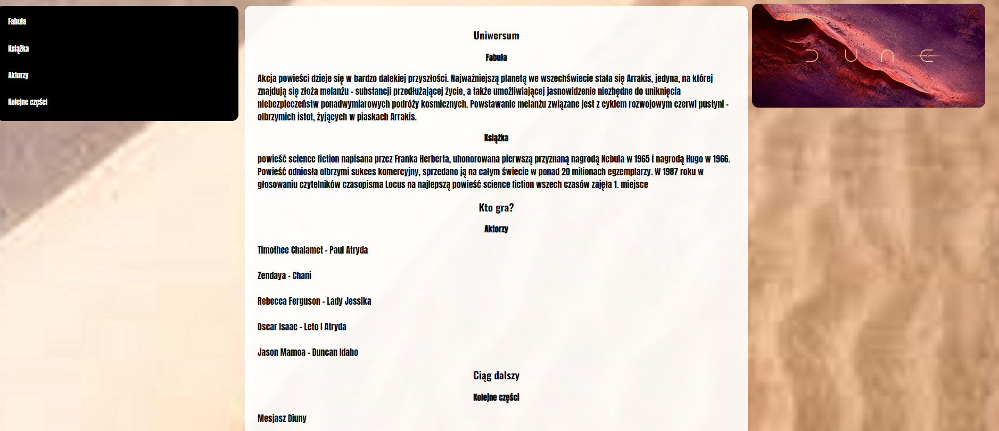 Fabuła
Książka
Aktorzy
Kolejne części
Uniwersum
Fabuła
Akcja powieści dzieje się w bardzo dalekiej przyszłości. Najważniejszą planetą we wszechświecie stała się Arrakis, jedyna, na której
znajdują się złoża melanżu - substancji przedłużającej życie, a także umożliwiającej jasnowidzenie niezbędne do uniknięcia
niebezpieczeństw ponadwymiarowych podróży kosmicznych. Powstawanie melanżu związane jest z cyklem rozwojowym czerwi pustyni -
olbrzymich istot, żyjących w piaskach Arrakis.
Książka
powieść science fiction napisana przez Franka Herberta, uhonorowana pierwszą przyznaną nagrodą Nebula w 1965 i nagrodą Hugo w 1966.
Powieść odniosła olbrzymi sukces komercyjny, sprzedano ją na całym świecie w ponad 20 milionach egzemplarzy. W 1987 roku w
głosowaniu czytelników czasopisma Locus na najlepszą powieść science fiction wszech czasów zajęła 1. miejsce
Kto gra?
Aktorzy
Timothee Chalamet - Paul Atryda
Zendaya - Chani
Rebecca Ferguson - Lady Jessika
Oscar Isaac - Leto I Atryda
Jason Mamoa - Duncan Idaho
Ciąg dalszy
Kolejne części
Mesjasz Diuny
DUNE